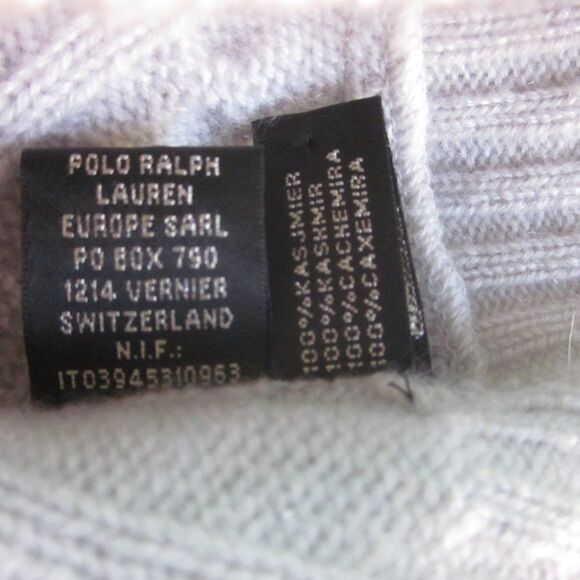 POLO RALPH
LAUREN
EUROPE SARL
PO BOX 790
1214 VERNIER
SWITZERLAND
N.I.F.:
IT03945310963
100%KASJMIER
100%KASHMIR
100%CACHEMIRA
100%CAXEMIRA